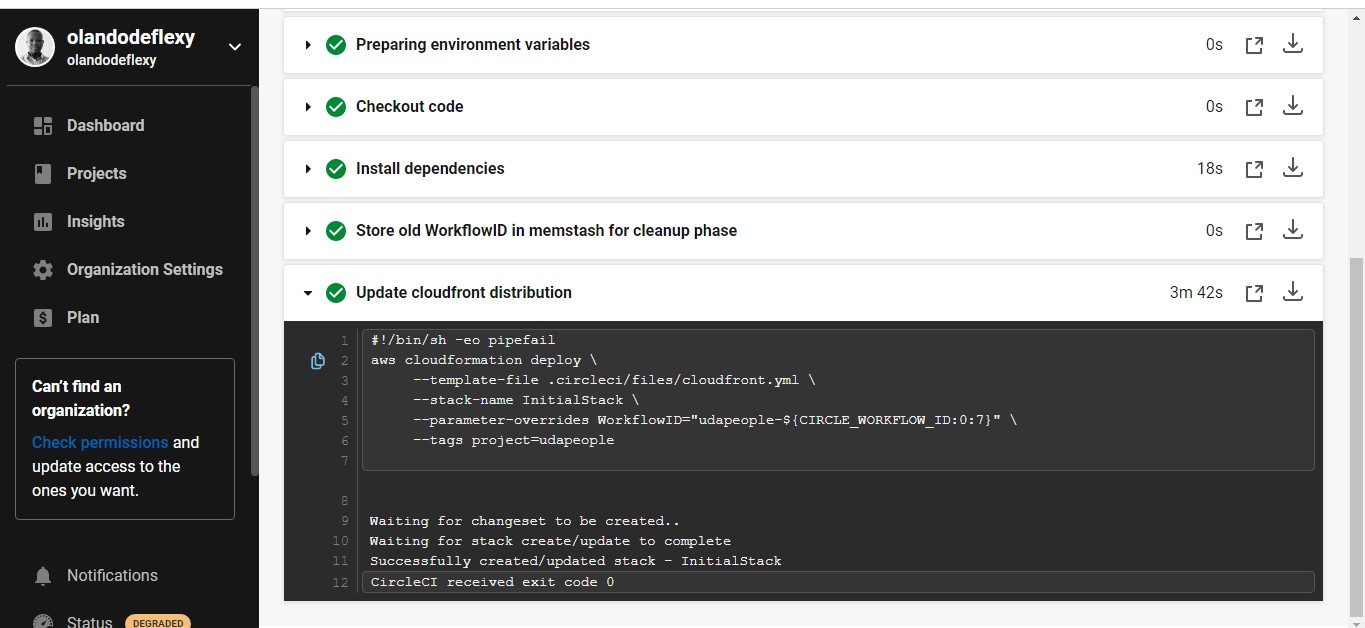 olandodeflexy
olandodeflexy
Dashboard
Projects
Insights
Organization Settings
Plan
Can't find an
organization?
Check permissions and
update access to the
ones you want.
Notifications
Status DEGRADED
Preparing environment variables 0s
Checkout code 0s
Install dependencies 18s
Store old WorkflowID in memstash for cleanup phase 0s
Update cloudfront distribution 3m 42s
1 #!/bin/sh -eo pipefail
2 aws cloudformation deploy \
3 --template-file .circleci/files/cloudfront.yml \
4 --stack-name InitialStack \
5 --parameter-overrides WorkflowID="udapeople-${CIRCLE_WORKFLOW_ID:0:7}" \
6 --tags project=udapeople
7
8
9 Waiting for changeset to be created..
10 Waiting for stack create/update to complete
11 Successfully created/updated stack - InitialStack
12 CircleCI received exit code 0